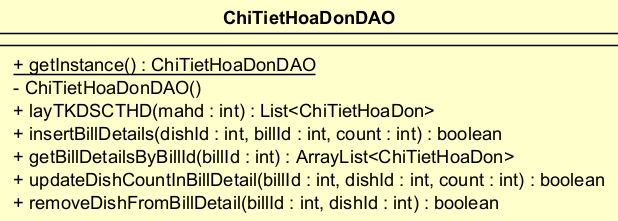 ChiTietHoaDonDAO
+ getInstance() : ChiTietHoaDonDAO
- ChiTietHoaDonDAO()
+ layTKDSCTHD(mahd : int) : List<ChiTietHoaDon>
+ insertBillDetails(dishId : int, billId : int, count : int) : boolean
+ getBillDetailsByBillId(billId : int) : ArrayList<ChiTietHoaDon>
+ updateDishCountInBillDetail(billId : int, dishId : int, count : int) : boolean
+ removeDishFromBillDetail(billId : int, dishId : int) : boolean